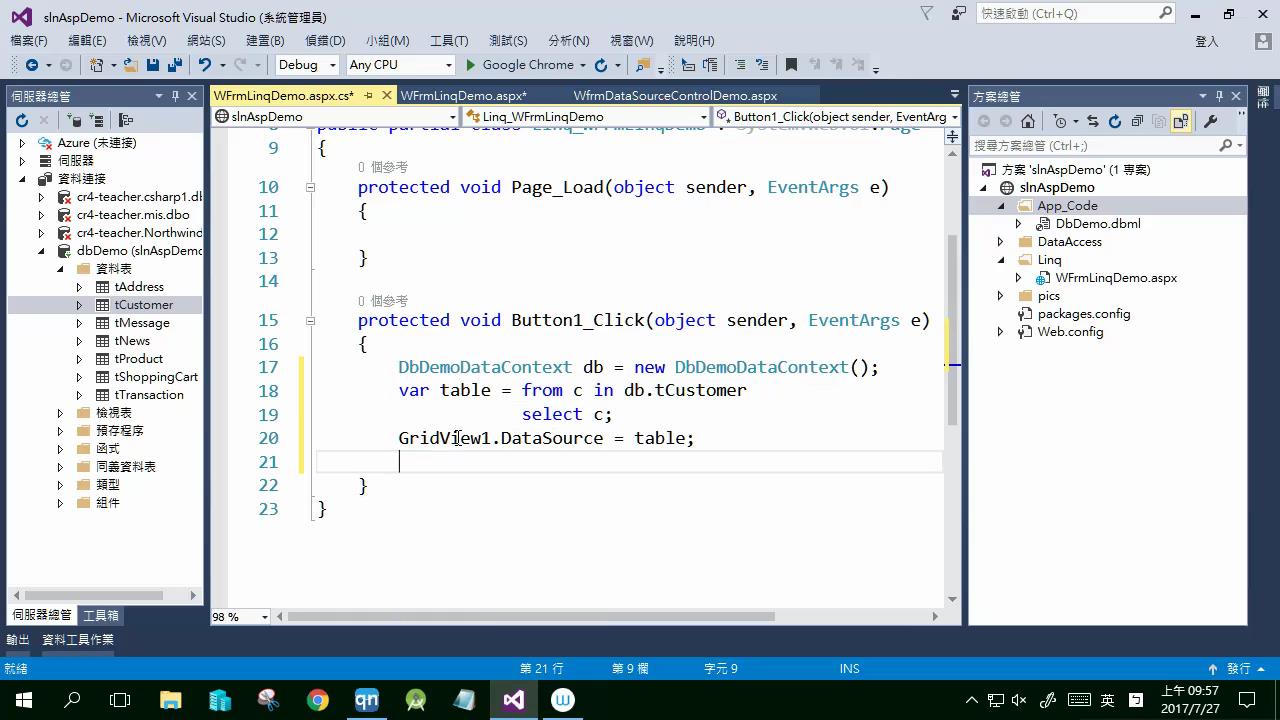 slnAspDemo - Microsoft Visual Studio (系統管理員)
快速啟動 (Ctrl+Q)
檔案(F) 編輯(E) 檢視(V) 網站(S) 建置(B) 偵錯(D) 小組(M) 工具(T) 測試(S) 分析(N) 視窗(W) 說明(H)
登入
Debug Any CPU Google Chrome
伺服器總管
WFrmLinqDemo.aspx.cs* WFrmLinqDemo.aspx* WfrmDataSourceControlDemo.aspx
方案總管
slnAspDemo Linq_WFrmLinqDemo Button1_Click(object sender, EventArg
搜尋方案總管 (Ctrl+;)
Azure (未連接)
伺服器
資料連接
cr4-teacher.csharp1.db
cr4-teacher.mis.dbo
cr4-teacher.Northwind
dbDemo (slnAspDemo
資料表
tAddress
tCustomer
tMessage
tNews
tProduct
tShoppingCart
tTransaction
檢視表
預存程序
函式
同義資料表
類型
組件
伺服器總管 工具箱
public partial class Linq_WFrmLinqDemo : System.Web.UI.Page
9 {
0 個參考
10 protected void Page_Load(object sender, EventArgs e)
11 {
12
13 }
14
0 個參考
15 protected void Button1_Click(object sender, EventArgs e)
16 {
17 DbDemoDataContext db = new DbDemoDataContext();
18 var table = from c in db.tCustomer
19 select c;
20 GridView1.DataSource = table;
21
22 }
23 }
98 %
方案 'slnAspDemo' (1 專案)
slnAspDemo
App_Code
DbDemo.dbml
DataAccess
Linq
WFrmLinqDemo.aspx
pics
packages.config
Web.config
輸出 資料工具作業
就緒 第 21 行 第 9 欄 字元 9 INS 發行
qn W 英 上午 09:57
2017/7/27